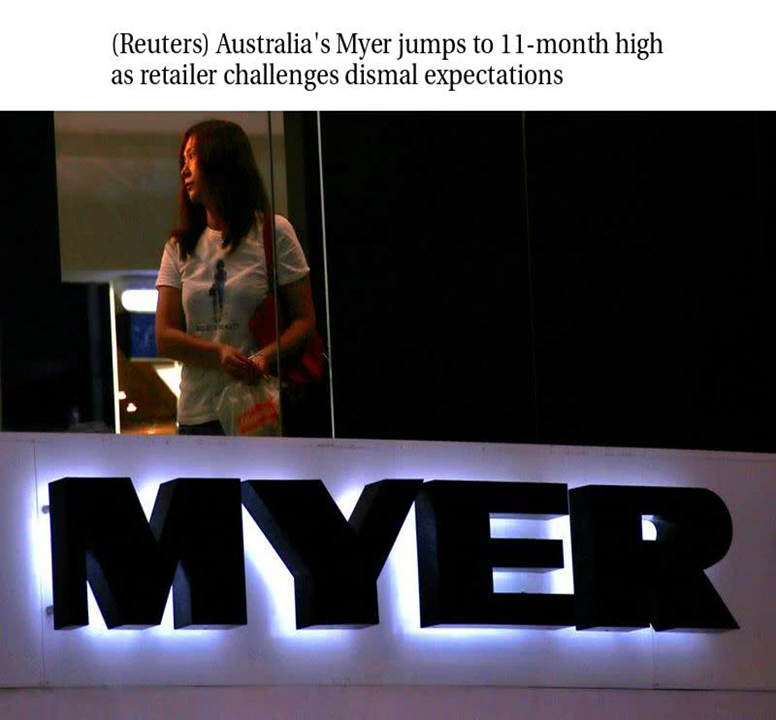 (Reuters) Australia's Myer jumps to 11-month high
as retailer challenges dismal expectations
MYER